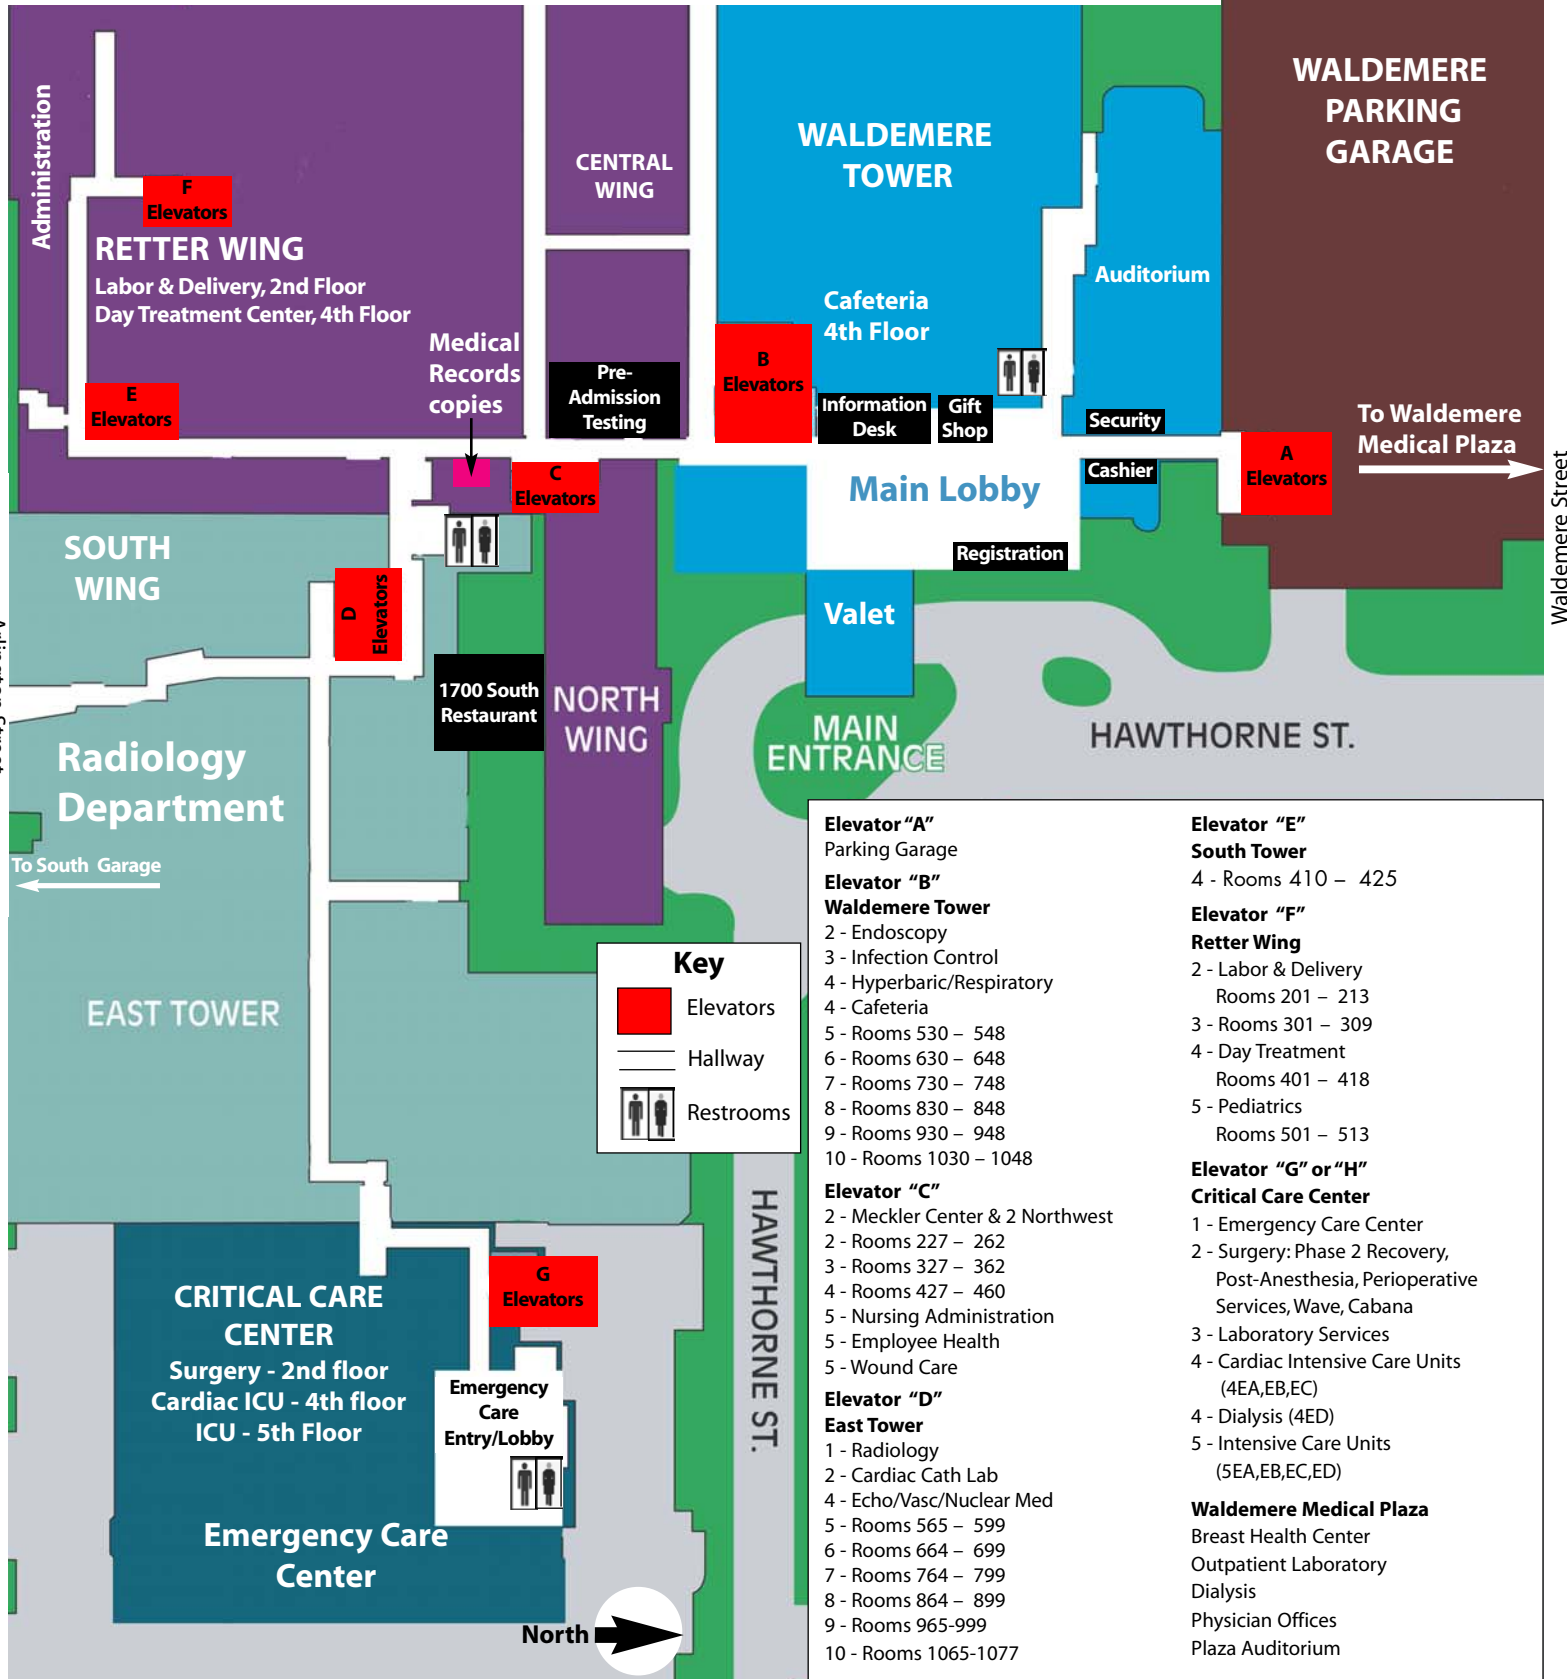 Administration
F
Elevators
RETTER WING
Labor & Delivery, 2nd Floor
Day Treatment Center, 4th Floor
E
Elevators
Medical
Records
copies
CENTRAL
WING
Pre-
Admission
Testing
C
Elevators
WALDEMERE
TOWER
Cafeteria
4th Floor
B
Elevators
Information
Desk
Gift
Shop
Auditorium
Security
Cashier
Main Lobby
Registration
Valet
WALDEMERE
PARKING
GARAGE
A
Elevators
To Waldemere
Medical Plaza
Waldemere Street
SOUTH
WING
D
Elevators
1700 South
Restaurant
NORTH
WING
MAIN
ENTRANCE
HAWTHORNE ST.
Radiology
Department
To South Garage
EAST TOWER
Key
Elevators
Hallway
Restrooms
HAWTHORNE ST.
CRITICAL CARE
CENTER
Surgery - 2nd floor
Cardiac ICU - 4th floor
ICU - 5th Floor
G
Elevators
Emergency
Care
Entry/Lobby
Emergency Care
Center
North
Elevator "A"
Parking Garage
Elevator "B"
Waldemere Tower
2 - Endoscopy
3 - Infection Control
4 - Hyperbaric/Respiratory
4 - Cafeteria
5 - Rooms 530 – 548
6 - Rooms 630 – 648
7 - Rooms 730 – 748
8 - Rooms 830 – 848
9 - Rooms 930 – 948
10 - Rooms 1030 – 1048
Elevator "C"
2 - Meckler Center & 2 Northwest
2 - Rooms 227 – 262
3 - Rooms 327 – 362
4 - Rooms 427 – 460
5 - Nursing Administration
5 - Employee Health
5 - Wound Care
Elevator "D"
East Tower
1 - Radiology
2 - Cardiac Cath Lab
4 - Echo/Vasc/Nuclear Med
5 - Rooms 565 – 599
6 - Rooms 664 – 699
7 - Rooms 764 – 799
8 - Rooms 864 – 899
9 - Rooms 965-999
10 - Rooms 1065-1077
Elevator "E"
South Tower
4 - Rooms 410 – 425
Elevator "F"
Retter Wing
2 - Labor & Delivery
Rooms 201 – 213
3 - Rooms 301 – 309
4 - Day Treatment
Rooms 401 – 418
5 - Pediatrics
Rooms 501 – 513
Elevator "G" or "H"
Critical Care Center
1 - Emergency Care Center
2 - Surgery: Phase 2 Recovery,
Post-Anesthesia, Perioperative
Services, Wave, Cabana
3 - Laboratory Services
4 - Cardiac Intensive Care Units
(4EA,EB,EC)
4 - Dialysis (4ED)
5 - Intensive Care Units
(5EA,EB,EC,ED)
Waldemere Medical Plaza
Breast Health Center
Outpatient Laboratory
Dialysis
Physician Offices
Plaza Auditorium